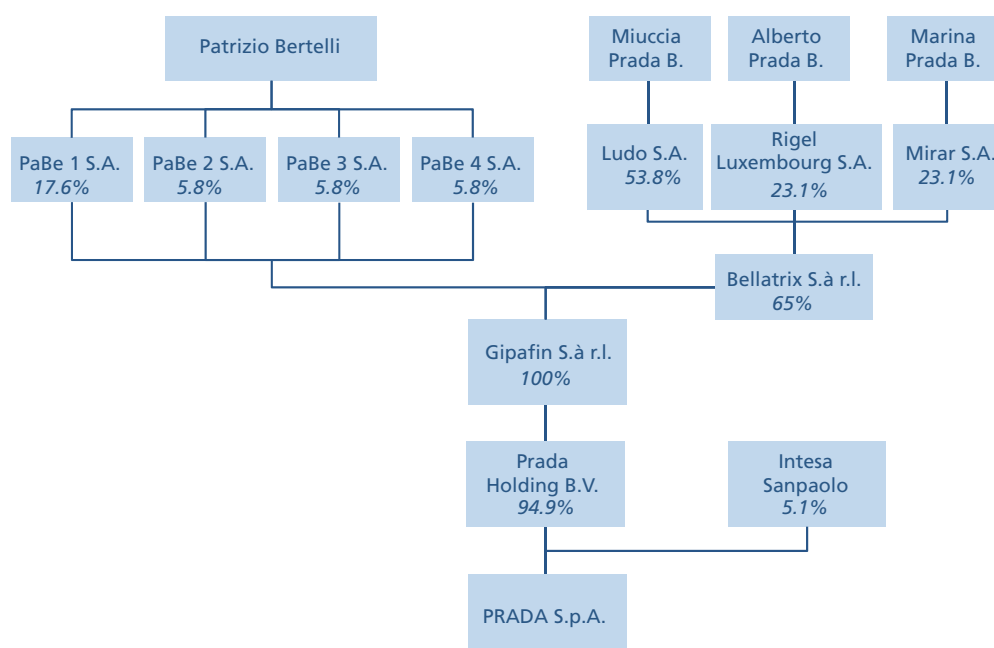 Patrizio Bertelli
Miuccia
Prada B.
Alberto
Prada B.
Marina
Prada B.
PaBe 1 S.A.
17.6%
PaBe 2 S.A.
5.8%
PaBe 3 S.A.
5.8%
PaBe 4 S.A.
5.8%
Ludo S.A.
53.8%
Rigel
Luxembourg S.A.
23.1%
Mirar S.A.
23.1%
Bellatrix S.à r.l.
65%
Gipafin S.à r.l.
100%
Prada
Holding B.V.
94.9%
Intesa
Sanpaolo
5.1%
PRADA S.p.A.